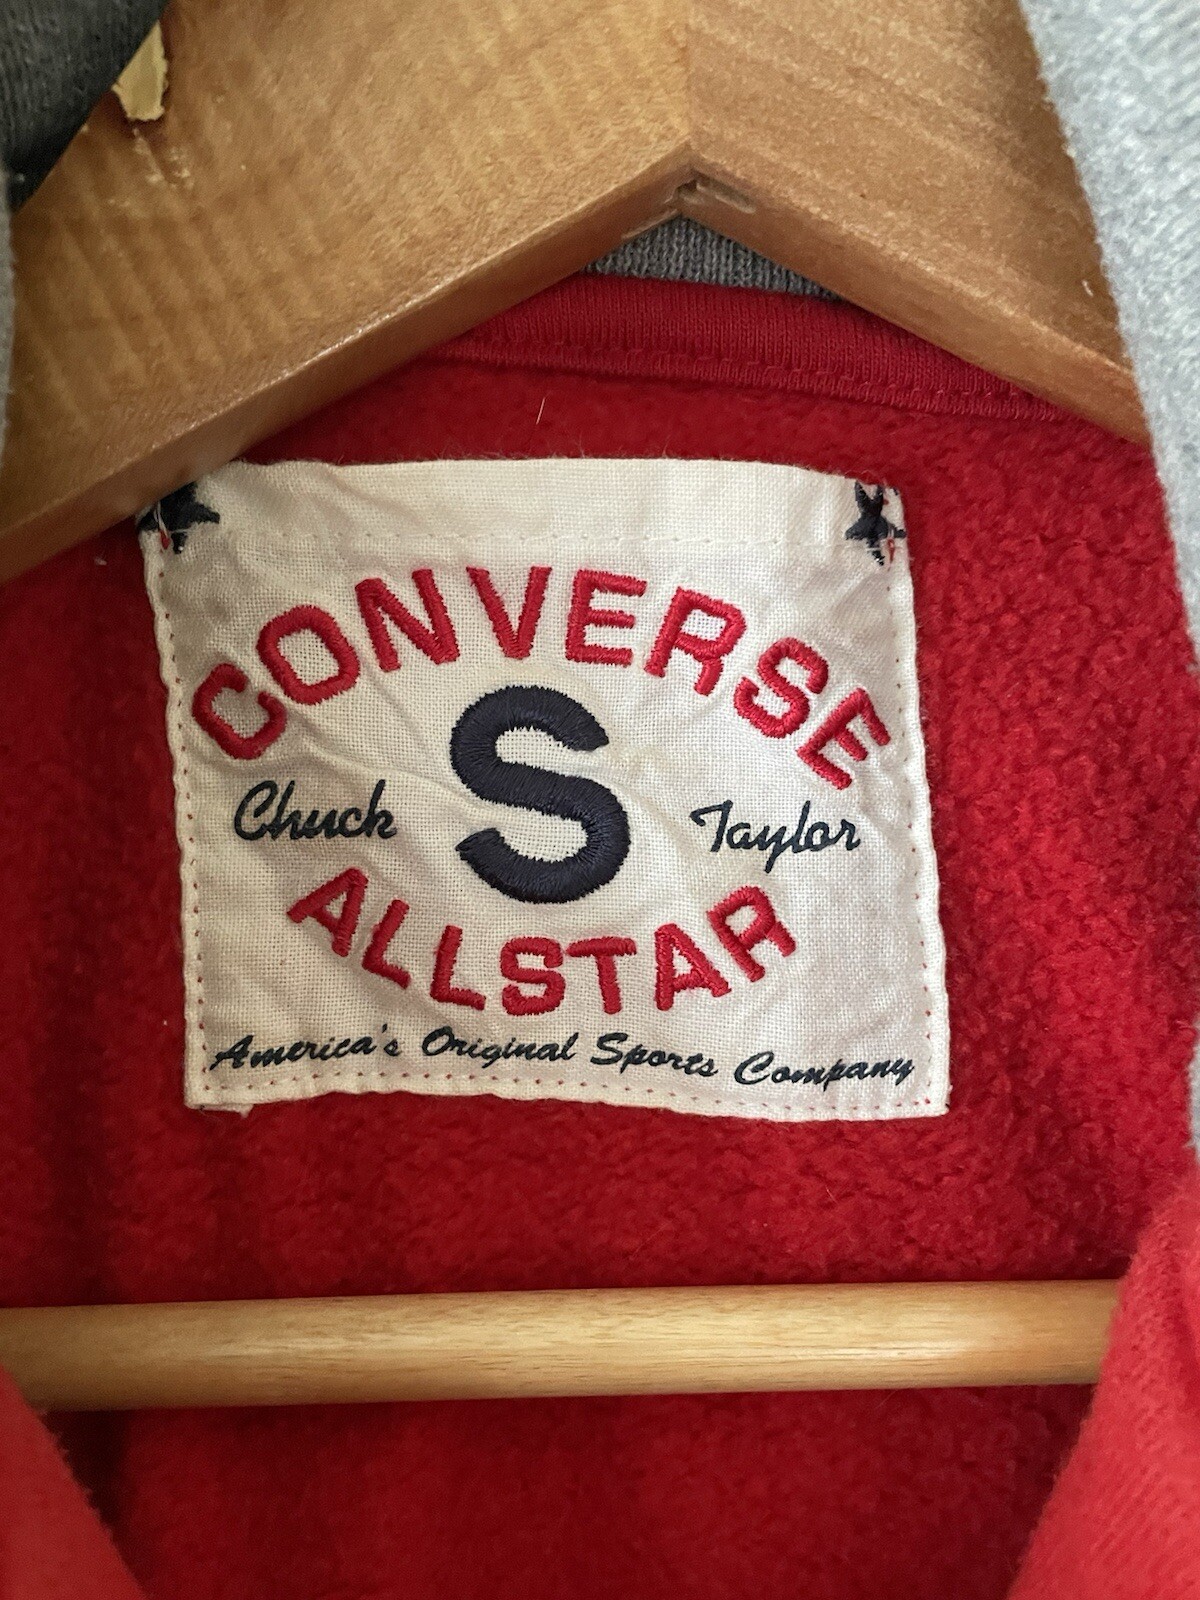 CONVERSE
S
Chuck Taylor
ALLSTAR
America's Original Sports Company